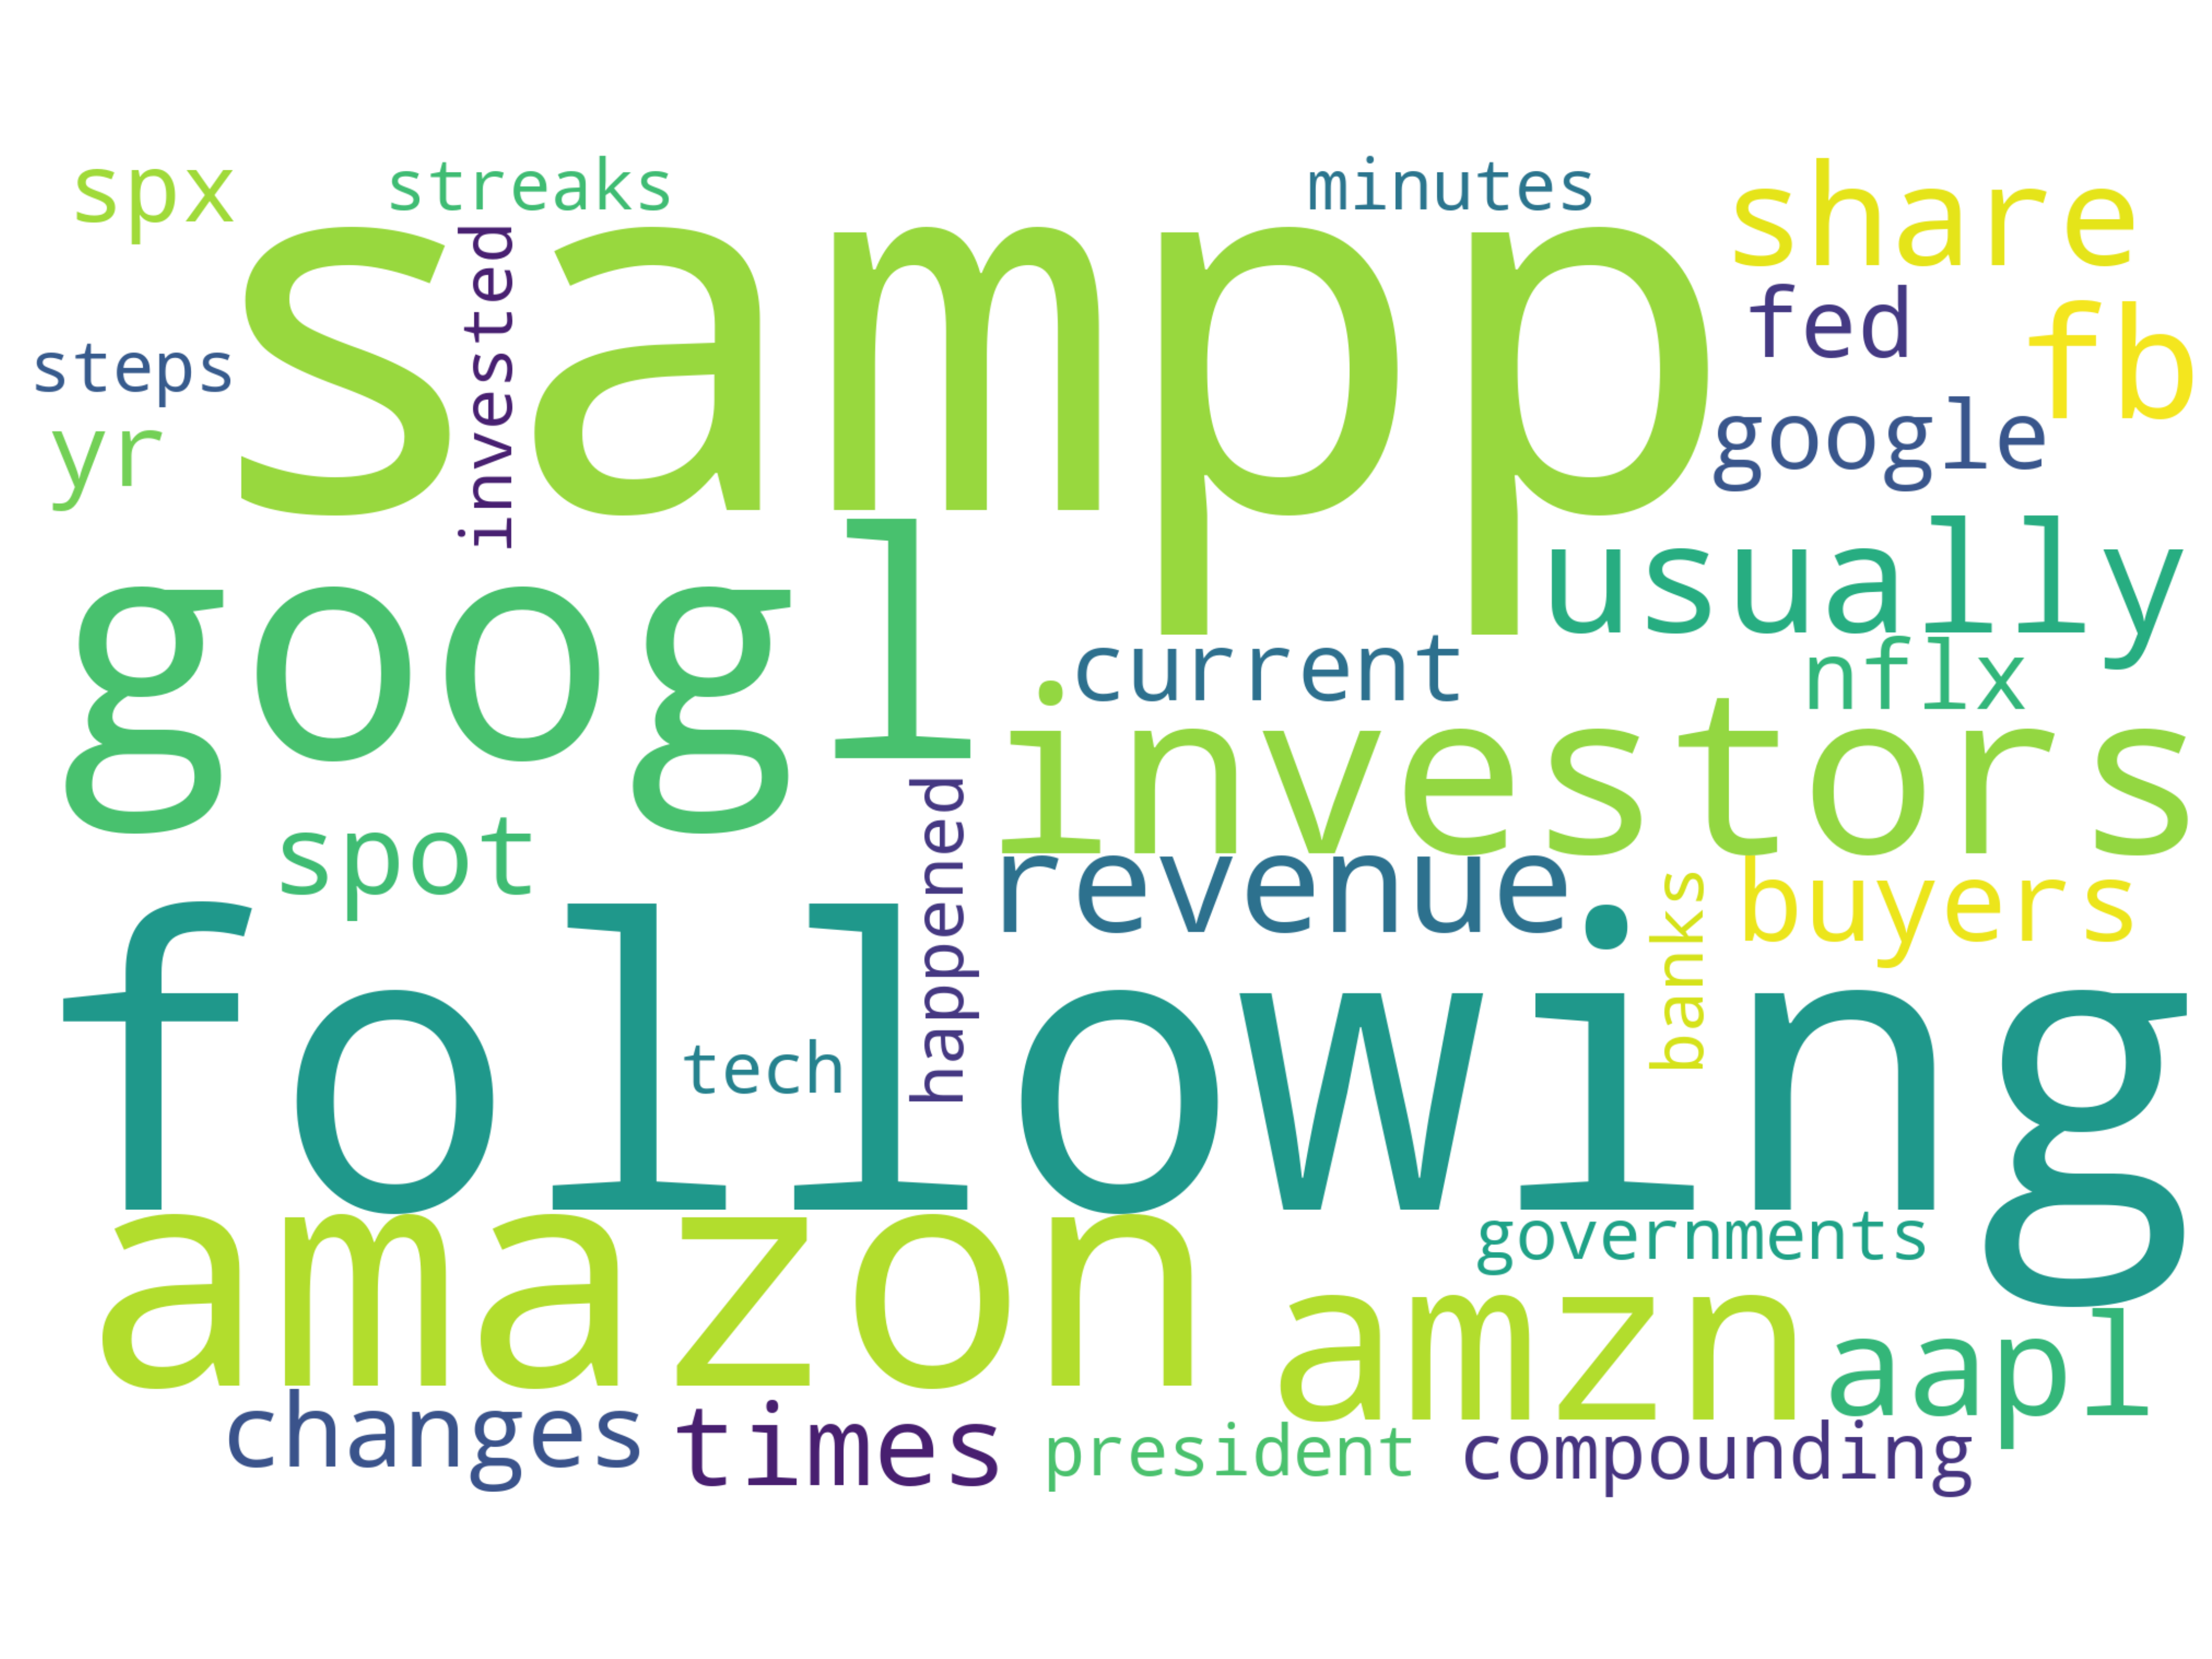 spx
streaks
minutes
share
sampp
invested
fed
fb
steps
google
yr
usually
googl
current
nflx
investors
spot
happened
revenue
buyers
banks
following
tech
governments
amazon
amzn
aapl
changes
times
president
compounding